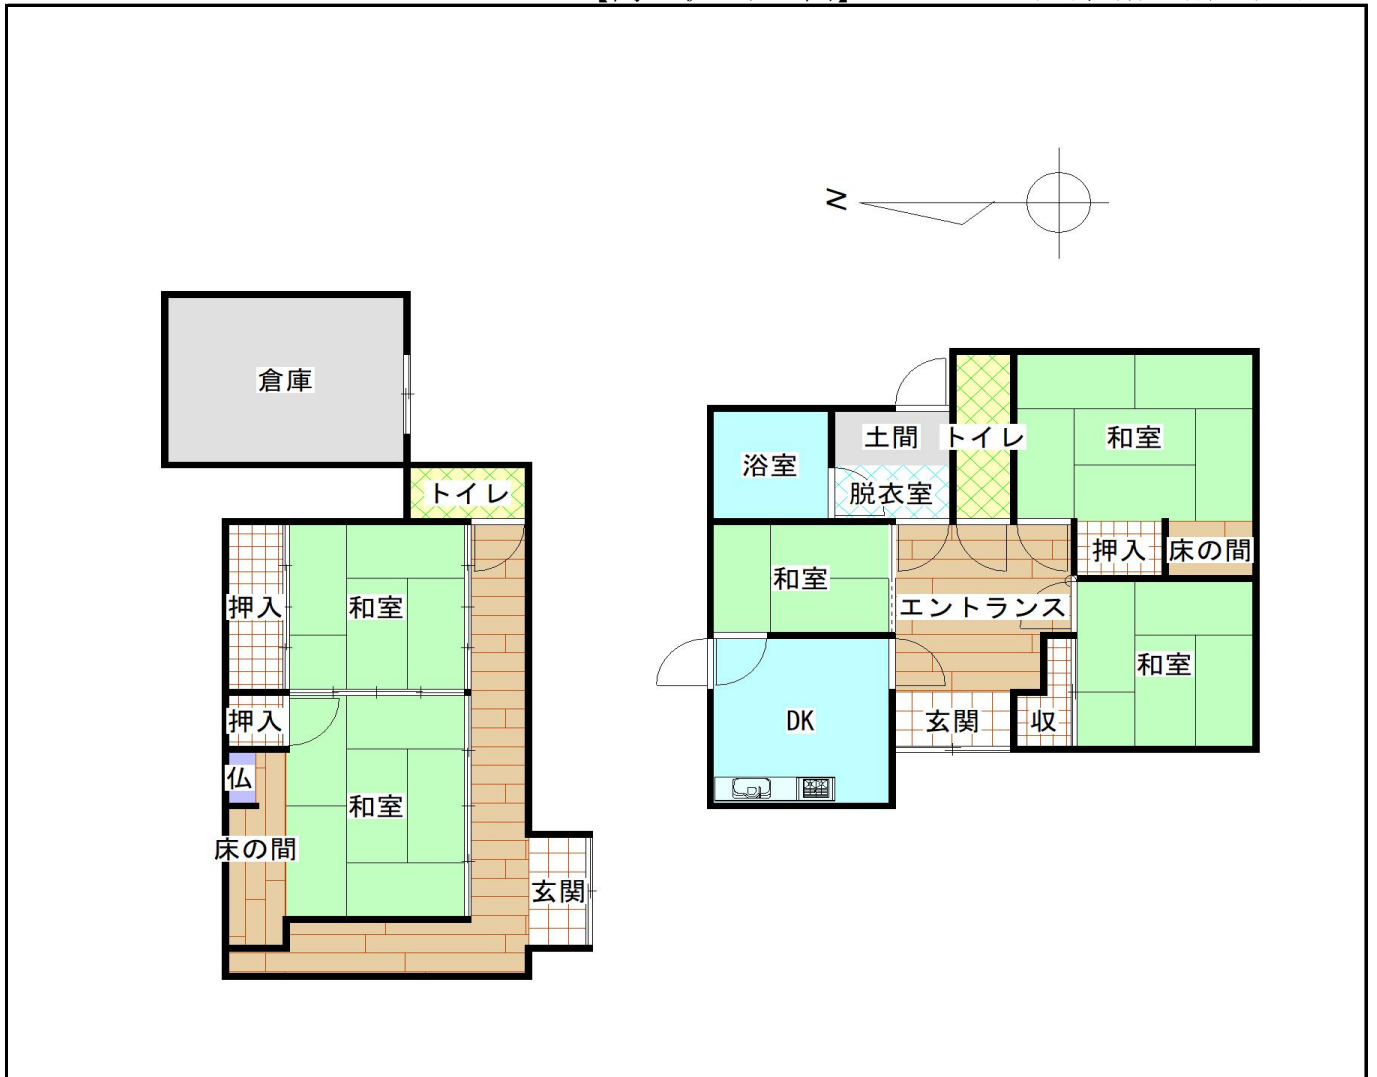 N
倉庫
トイレ
押入
和室
押入
仏
和室
床の間
玄関
浴室
土間
トイレ
和室
脱衣室
和室
押入
床の間
エントランス
和室
DK
玄関
収